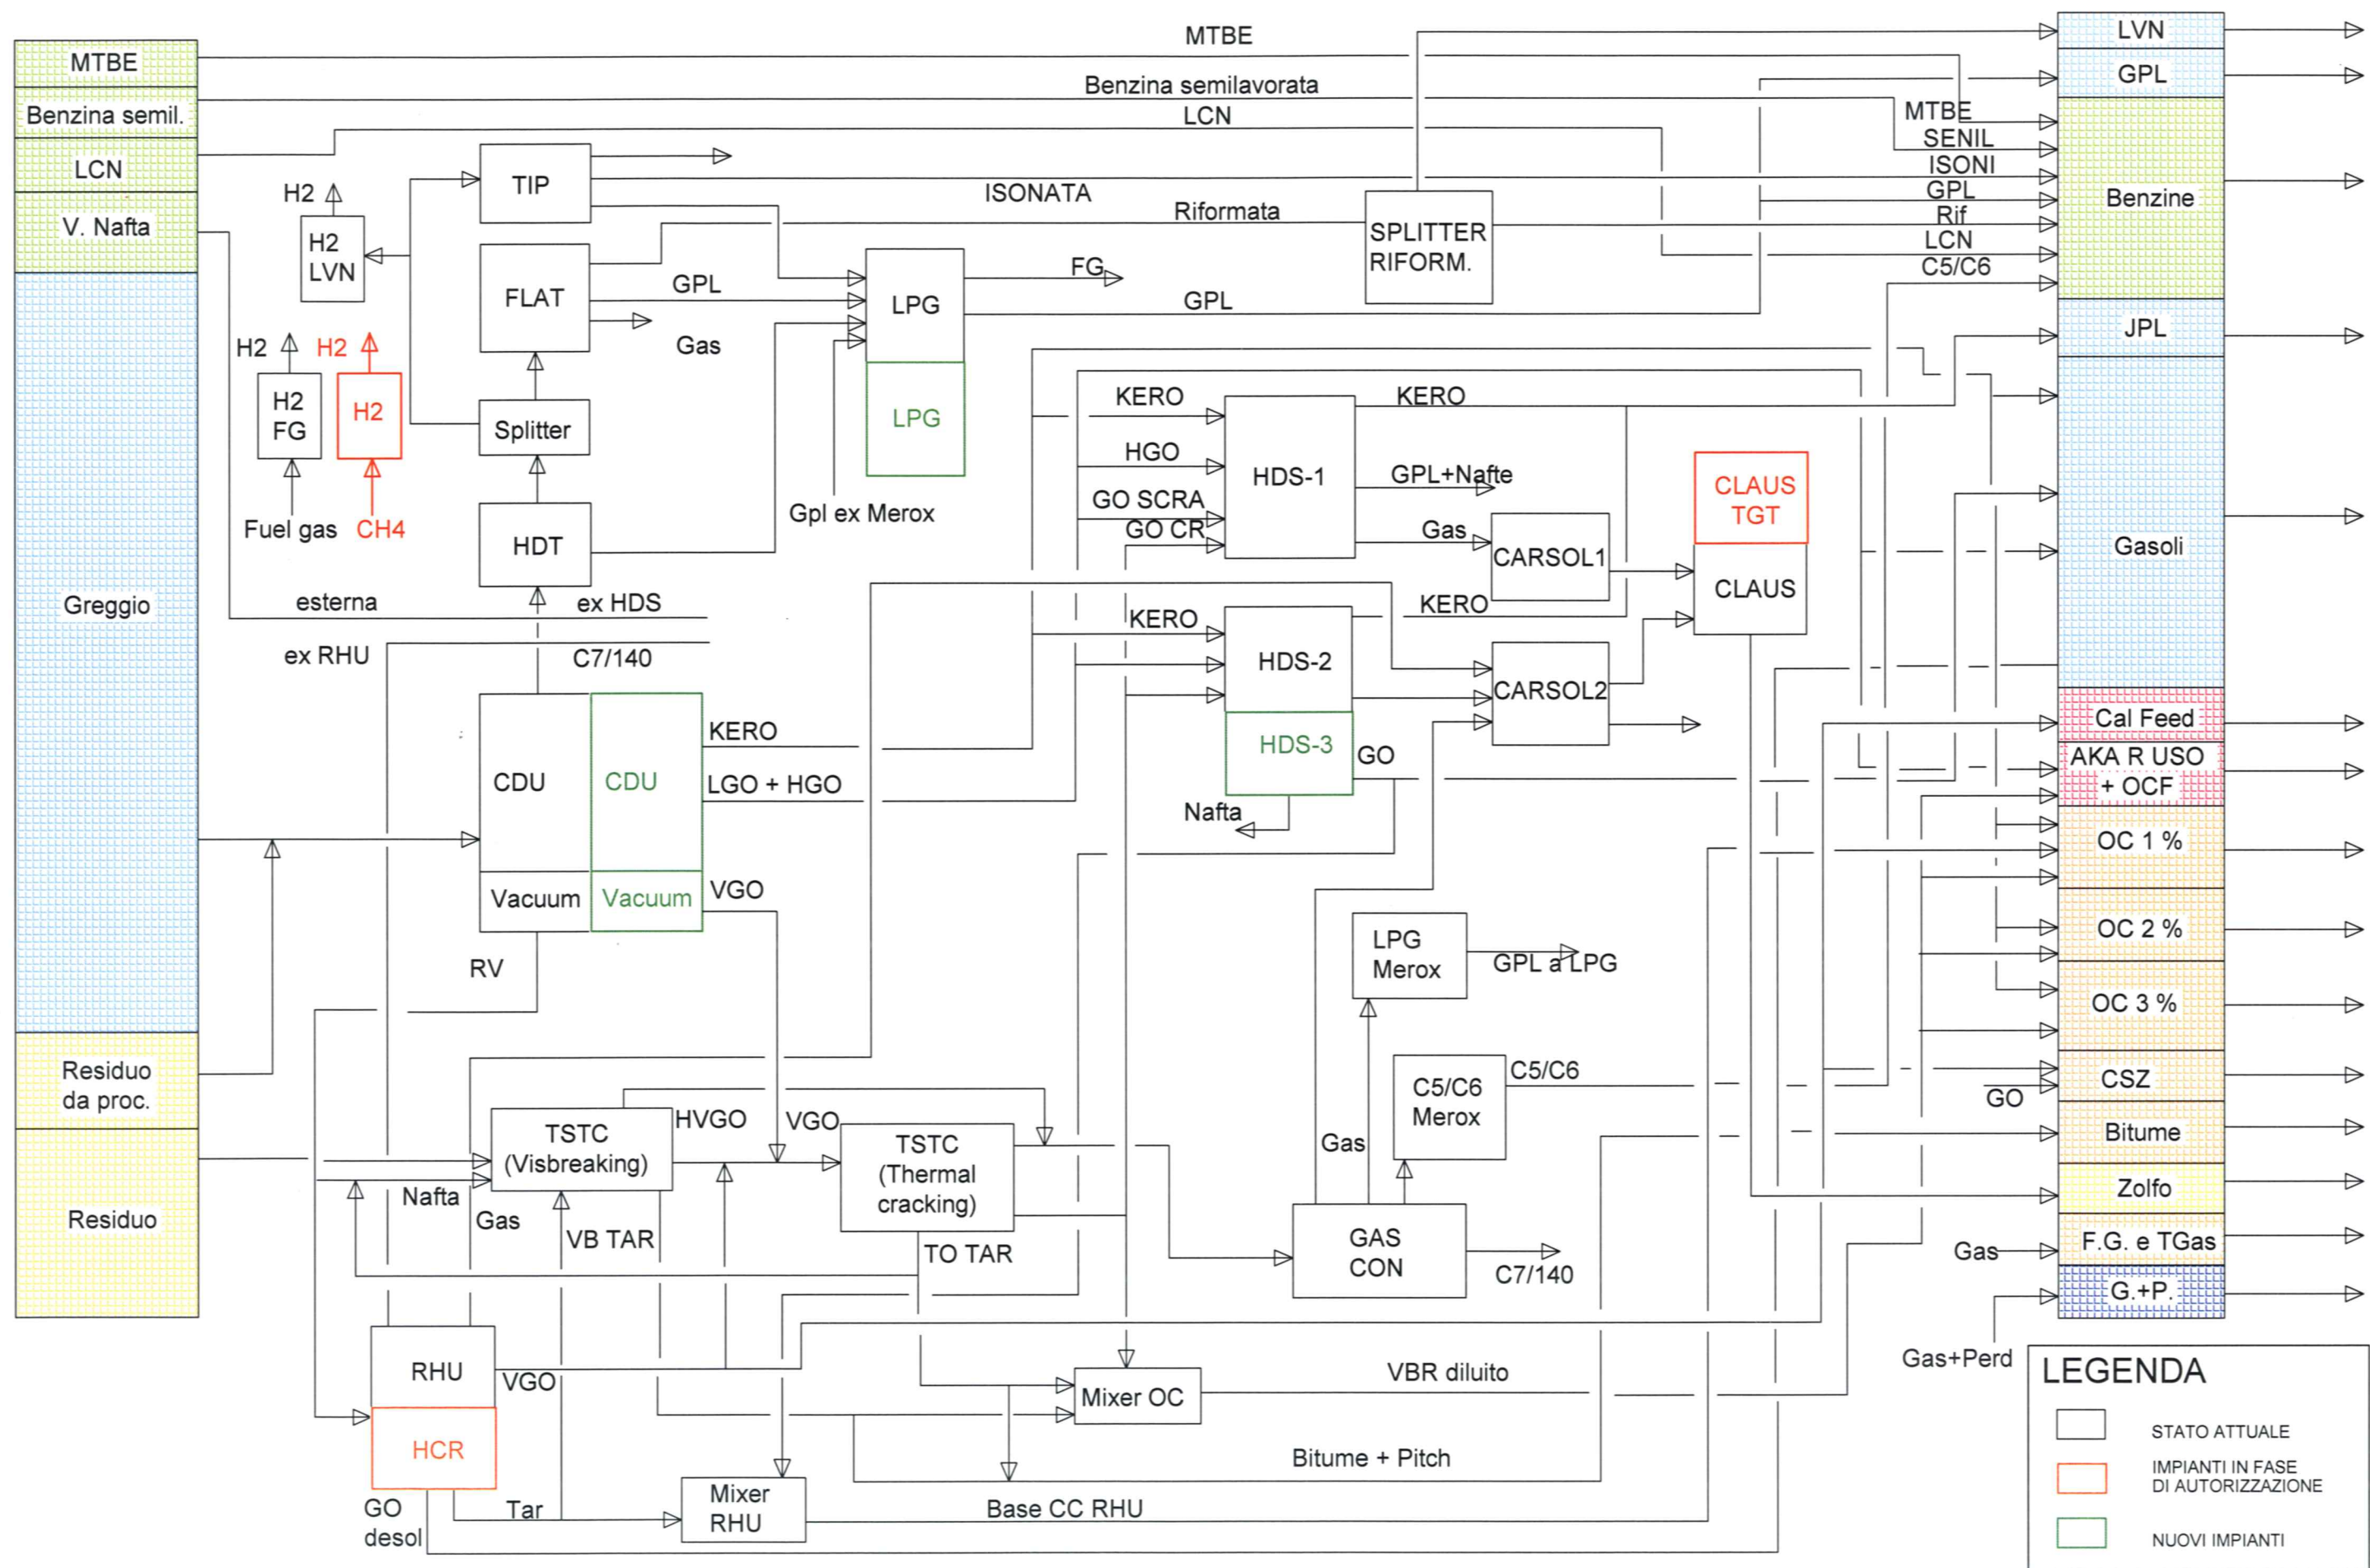 MTBE
Benzina semil.
LCN
V. Nafta
Greggio
Residuo
da proc.
Residuo
MTBE
Benzina semilavorata
LCN
TIP
ISONATA
Riformata
H2
H2
LVN
FLAT
GPL
Gas
LPG
LPG
FG
GPL
SPLITTER
RIFORM.
H2
H2
FG
Fuel gas
H2
H2
CH4
Splitter
HDT
Gpl ex Merox
esterna
ex HDS
ex RHU
C7/140
CDU
CDU
Vacuum
Vacuum
KERO
LGO + HGO
VGO
RV
KERO
HGO
GO SCRA
GO CR
HDS-1
KERO
GPL+Nafte
Gas
CARSOL1
CLAUS
TGT
CLAUS
KERO
KERO
HDS-2
HDS-3
CARSOL2
GO
Nafta
LPG
Merox
GPL a LPG
C5/C6
Merox
C5/C6
Gas
GAS
CON
C7/140
TSTC
(Visbreaking)
HVGO
VGO
TSTC
(Thermal
cracking)
Nafta
Gas
VB TAR
TO TAR
RHU
VGO
HCR
GO
desol
Tar
Mixer
RHU
Base CC RHU
Mixer OC
VBR diluito
Bitume + Pitch
LVN
GPL
MTBE
SENIL
ISONI
GPL
Rif
LCN
C5/C6
Benzine
JPL
Gasoli
Cal Feed
AKA R USO
+ OCF
OC 1 %
OC 2 %
OC 3 %
CSZ
GO
Bitume
Zolfo
Gas
F.G. e TGas
G.+P.
Gas+Perd
LEGENDA
STATO ATTUALE
IMPIANTI IN FASE
DI AUTORIZZAZIONE
NUOVI IMPIANTI